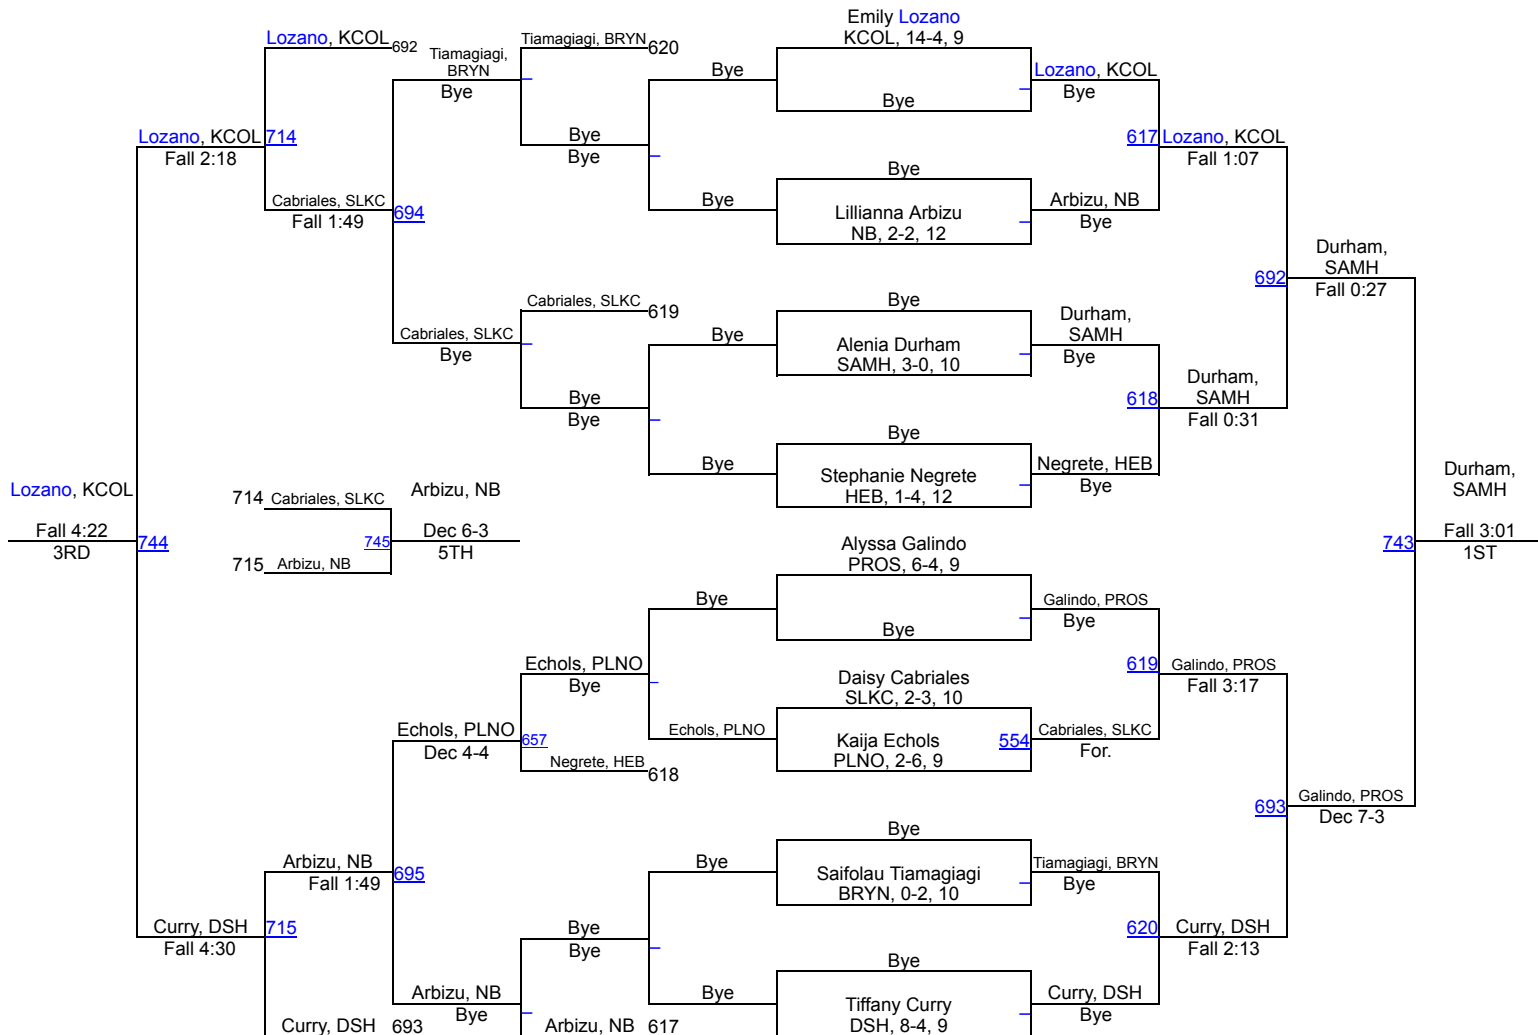 Emily Lozano
KCOL, 14-4, 9
Lozano, KCOL 692
Tiamagiagi,
BRYN
Bye
Tiamagiagi, BRYN 620
Bye
Bye
Lozano, KCOL
Bye
Lozano, KCOL 714
Fall 2:18
Bye
Bye
617 Lozano, KCOL
Fall 1:07
Bye
Cabriales, SLKC 694
Fall 1:49
Bye
Lillianna Arbizu
NB, 2-2, 12
Arbizu, NB
Bye
Durham,
SAMH
692
Fall 0:27
Cabriales, SLKC 619
Bye
Durham,
SAMH
Bye
Cabriales, SLKC
Bye
Bye
Alenia Durham
SAMH, 3-0, 10
Durham,
SAMH
618
Fall 0:31
Bye
Bye
Bye
Bye
Stephanie Negrete
HEB, 1-4, 12
Negrete, HEB
Bye
Lozano, KCOL
Fall 4:22
3RD
744
714 Cabriales, SLKC
745
715 Arbizu, NB
Arbizu, NB
Dec 6-3
5TH
Durham,
SAMH
743
Fall 3:01
1ST
Alyssa Galindo
PROS, 6-4, 9
Bye
Bye
Galindo, PROS
Bye
Echols, PLNO
Bye
Daisy Cabriales
SLKC, 2-3, 10
619 Galindo, PROS
Fall 3:17
Echols, PLNO
Dec 4-4
657
Negrete, HEB 618
Echols, PLNO
Kaija Echols
PLNO, 2-6, 9
554 Cabriales, SLKC
For.
693 Galindo, PROS
Dec 7-3
Bye
Arbizu, NB 695
Fall 1:49
Bye
Saifolau Tiamagiagi
BRYN, 0-2, 10
Tiamagiagi, BRYN
Bye
Curry, DSH 715
Fall 4:30
Bye
Bye
620 Curry, DSH
Fall 2:13
Bye
Arbizu, NB
Bye
Bye
Tiffany Curry
DSH, 8-4, 9
Curry, DSH
Bye
Curry, DSH 693
Arbizu, NB 617